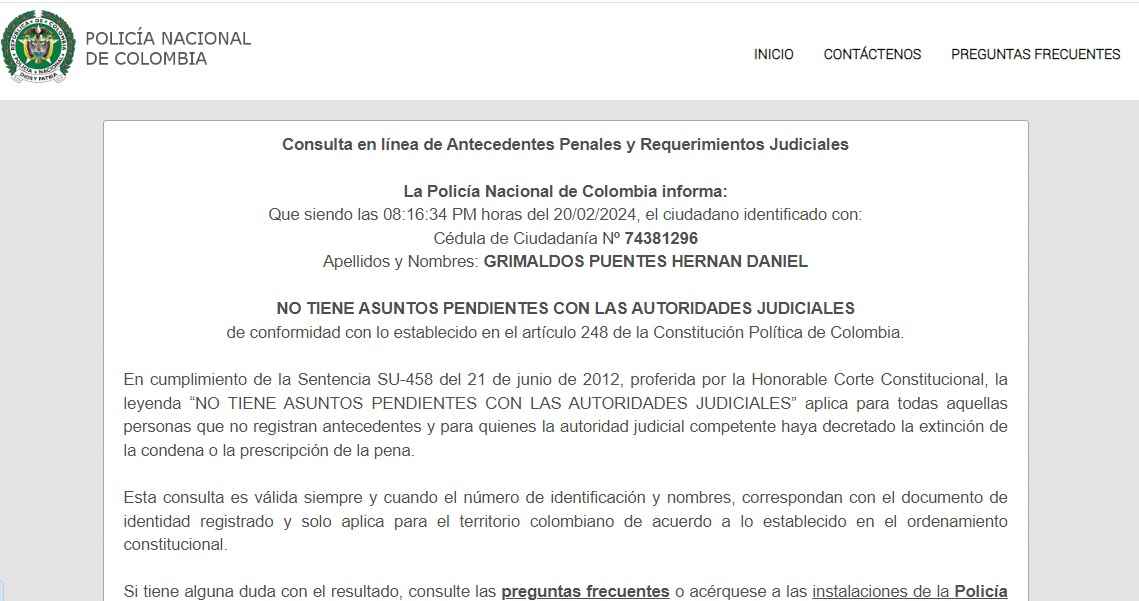 POLICÍA NACIONAL
DE COLOMBIA
INICIO CONTÁCTENOS PREGUNTAS FRECUENTES
Consulta en línea de Antecedentes Penales y Requerimientos Judiciales
La Policía Nacional de Colombia informa:
Que siendo las 08:16:34 PM horas del 20/02/2024, el ciudadano identificado con:
Cédula de Ciudadanía Nº 74381296
Apellidos y Nombres: GRIMALDOS PUENTES HERNAN DANIEL
NO TIENE ASUNTOS PENDIENTES CON LAS AUTORIDADES JUDICIALES
de conformidad con lo establecido en el artículo 248 de la Constitución Política de Colombia.
En cumplimiento de la Sentencia SU-458 del 21 de junio de 2012, proferida por la Honorable Corte Constitucional, la
leyenda “NO TIENE ASUNTOS PENDIENTES CON LAS AUTORIDADES JUDICIALES” aplica para todas aquellas
personas que no registran antecedentes y para quienes la autoridad judicial competente haya decretado la extinción de
la condena o la prescripción de la pena.
Esta consulta es válida siempre y cuando el número de identificación y nombres, correspondan con el documento de
identidad registrado y solo aplica para el territorio colombiano de acuerdo a lo establecido en el ordenamiento
constitucional.
Si tiene alguna duda con el resultado, consulte las preguntas frecuentes o acérquese a las instalaciones de la Policía